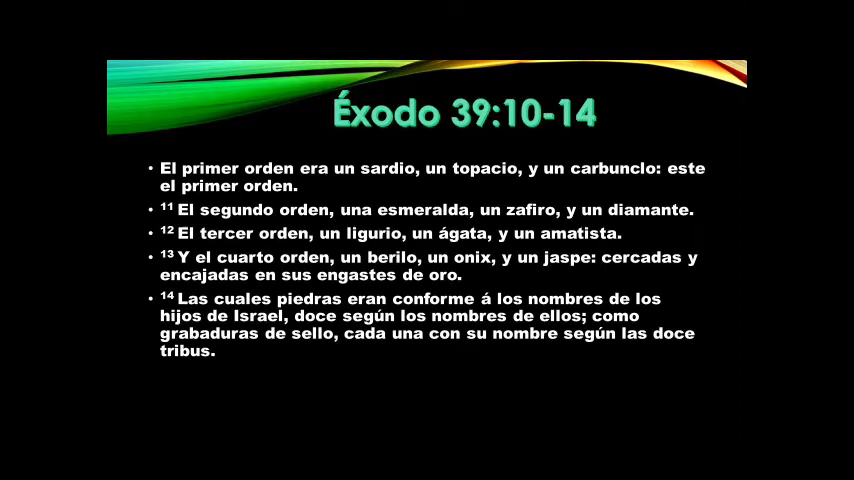 Éxodo 39:10-14
• El primer orden era un sardio, un topacio, y un carbunclo: este
el primer orden.
• 11 El segundo orden, una esmeralda, un zafiro, y un diamante.
• 12 El tercer orden, un ligurio, un ágata, y un amatista.
• 13 Y el cuarto orden, un berilo, un onix, y un jaspe: cercadas y
encajadas en sus engastes de oro.
• 14 Las cuales piedras eran conforme á los nombres de los
hijos de Israel, doce según los nombres de ellos; como
grabaduras de sello, cada una con su nombre según las doce
tribus.